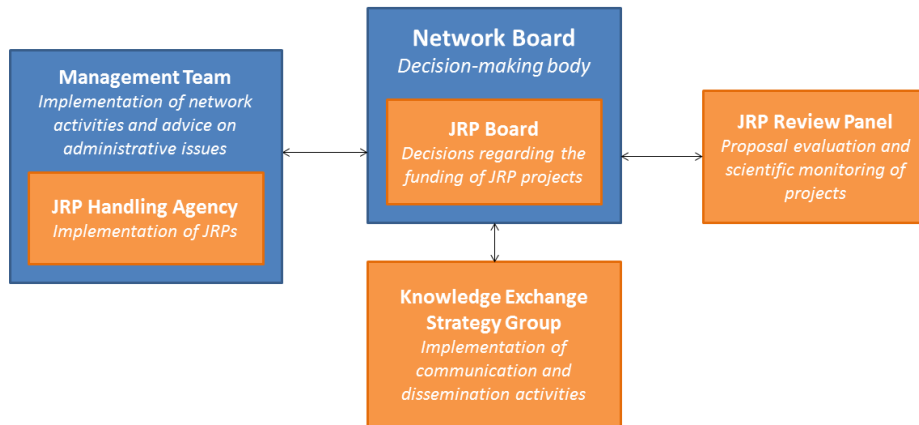 Management Team
Implementation of network
activities and advice on
administrative issues
JRP Handling Agency
Implementation of JRPs
Network Board
Decision-making body
JRP Board
Decisions regarding the
funding of JRP projects
JRP Review Panel
Proposal evaluation and
scientific monitoring of
projects
Knowledge Exchange
Strategy Group
Implementation of
communication and
dissemination activities